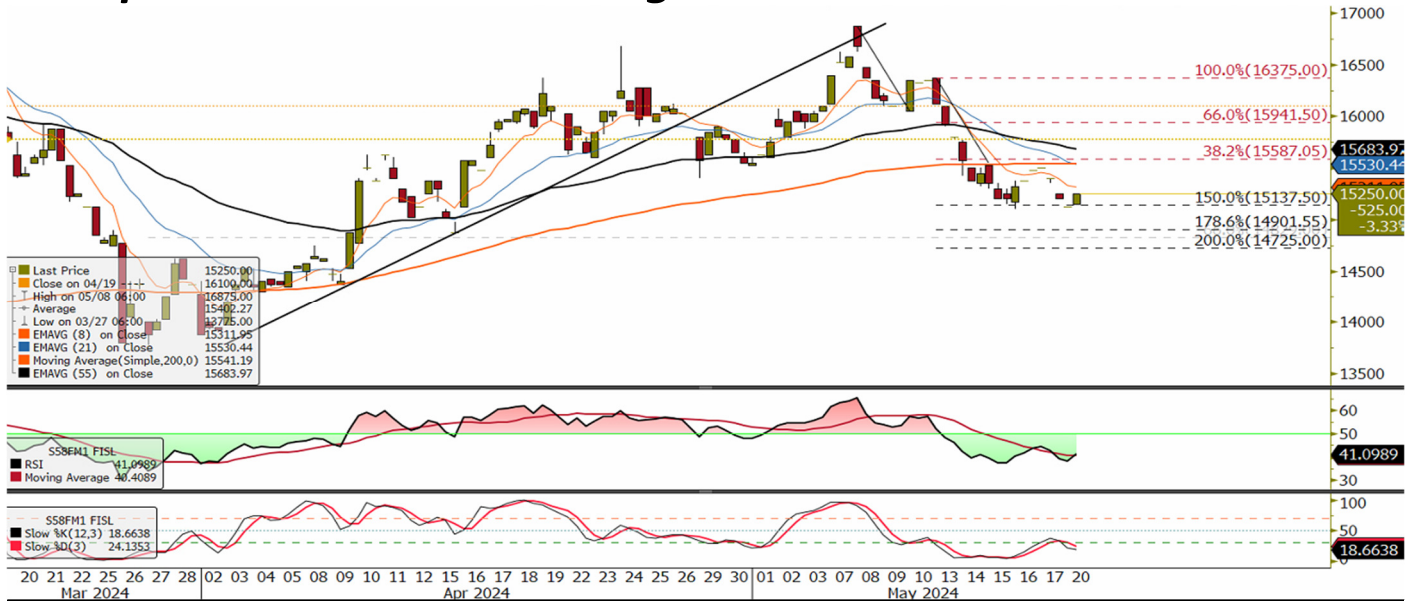 17000
16500
16000
14500
14000
13500
100.0%(16375.00)
66.0%(15941.50)
38.2%(15587.05)
150.0%(15137.50)
178.6%(14901.55)
200.0%(14725.00)
15683.97
15530.44
15250.00
-525.00
-3.33%
Last Price 15250.00
Close on 04/19 16100.00
High on 05/08 06:00 16875.00
Average 15402.27
Low on 03/27 06:00 13775.00
EMAVG (8) on Close 15311.95
EMAVG (21) on Close 15530.44
Moving Average(Simple,200,0) 15541.19
EMAVG (55) on Close 15683.97
S58FM1 FISL
RSI 41.0989
Moving Average 40.4089
60
50
41.0989
30
S58FM1 FISL
Slow %K(12,3) 18.6638
Slow %D(3) 24.1353
100
50
18.6638
0
20 21 22 25 26 27 28 02 03 04 05 08 09 10 11 12 15 16 17 18 19 22 23 24 25 26 29 30 01 02 03 07 08 09 10 13 14 15 16 17 20
Mar 2024 Apr 2024 May 2024